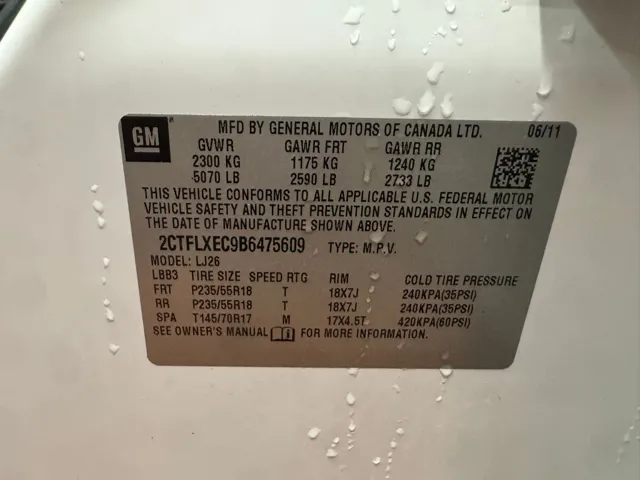 GM
MFD BY GENERAL MOTORS OF CANADA LTD. 06/11
GVWR GAWR FRT GAWR RR
2300 KG 1175 KG 1240 KG
5070 LB 2590 LB 2733 LB
THIS VEHICLE CONFORMS TO ALL APPLICABLE U.S. FEDERAL MOTOR
VEHICLE SAFETY AND THEFT PREVENTION STANDARDS IN EFFECT ON
THE DATE OF MANUFACTURE SHOWN ABOVE.
2CTFLXEC9B6475609 TYPE: M.P.V.
MODEL: LJ26
LBB3 TIRE SIZE SPEED RTG RIM COLD TIRE PRESSURE
FRT P235/55R18 T 18X7J 240KPA(35PSI)
RR P235/55R18 T 18X7J 240KPA(35PSI)
SPA T145/70R17 M 17X4.5T 420KPA(60PSI)
SEE OWNER'S MANUAL FOR MORE INFORMATION.